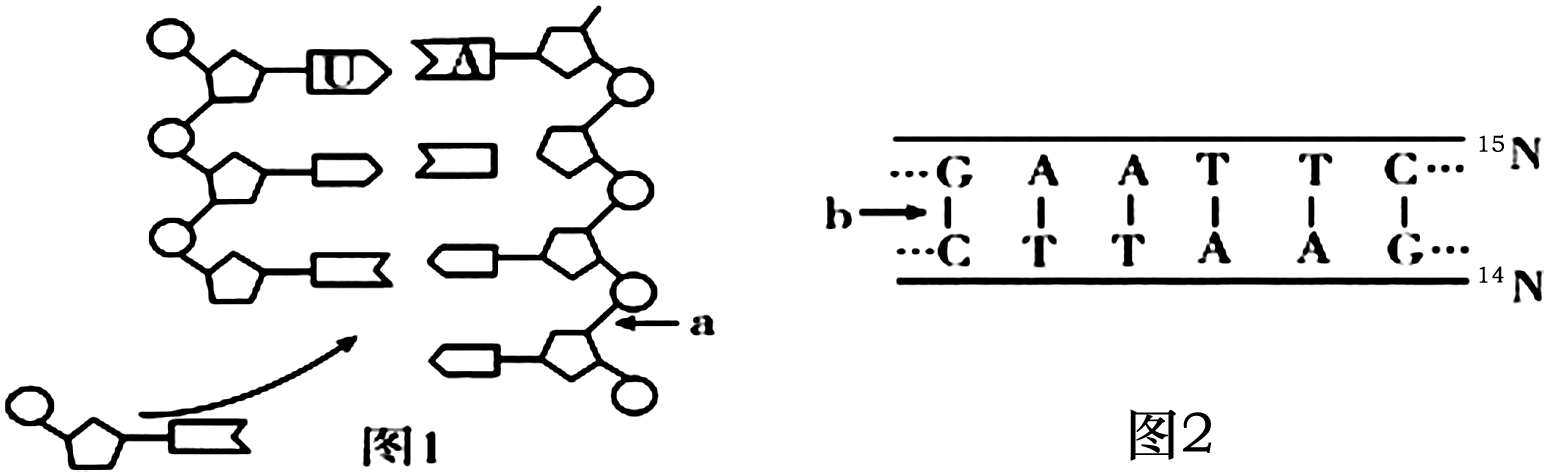 U A
a
图1
…G A A T T C… ¹⁵N
b
…C T T A A G… ¹⁴N
图2